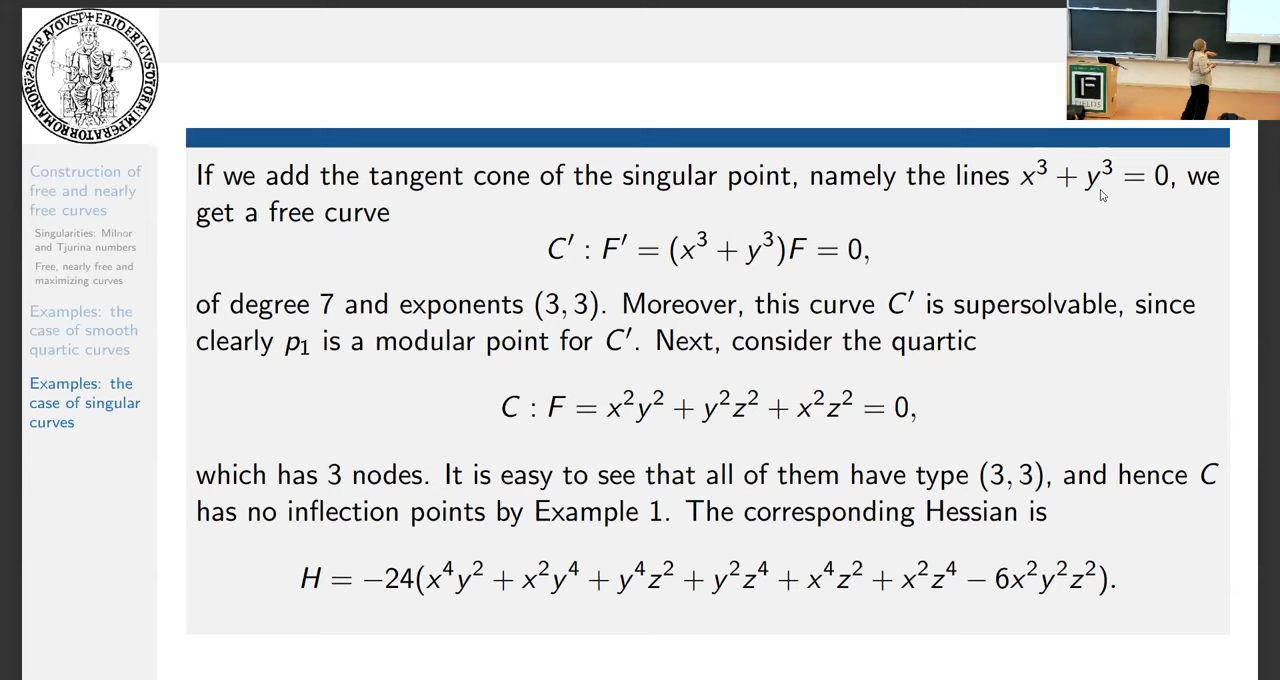 Construction of
free and nearly
free curves
Singularities: Milnor
and Tjurina numbers
Free, nearly free and
maximizing curves
Examples: the
case of smooth
quartic curves
Examples: the
case of singular
curves
If we add the tangent cone of the singular point, namely the lines x³ + y³ = 0, we
get a free curve
C′ : F′ = (x³ + y³)F = 0,
of degree 7 and exponents (3, 3). Moreover, this curve C′ is supersolvable, since
clearly p₁ is a modular point for C′. Next, consider the quartic
C : F = x²y² + y²z² + x²z² = 0,
which has 3 nodes. It is easy to see that all of them have type (3, 3), and hence C
has no inflection points by Example 1. The corresponding Hessian is
H = −24(x⁴y² + x²y⁴ + y⁴z² + y²z⁴ + x⁴z² + x²z⁴ − 6x²y²z²).
F
FIELDS